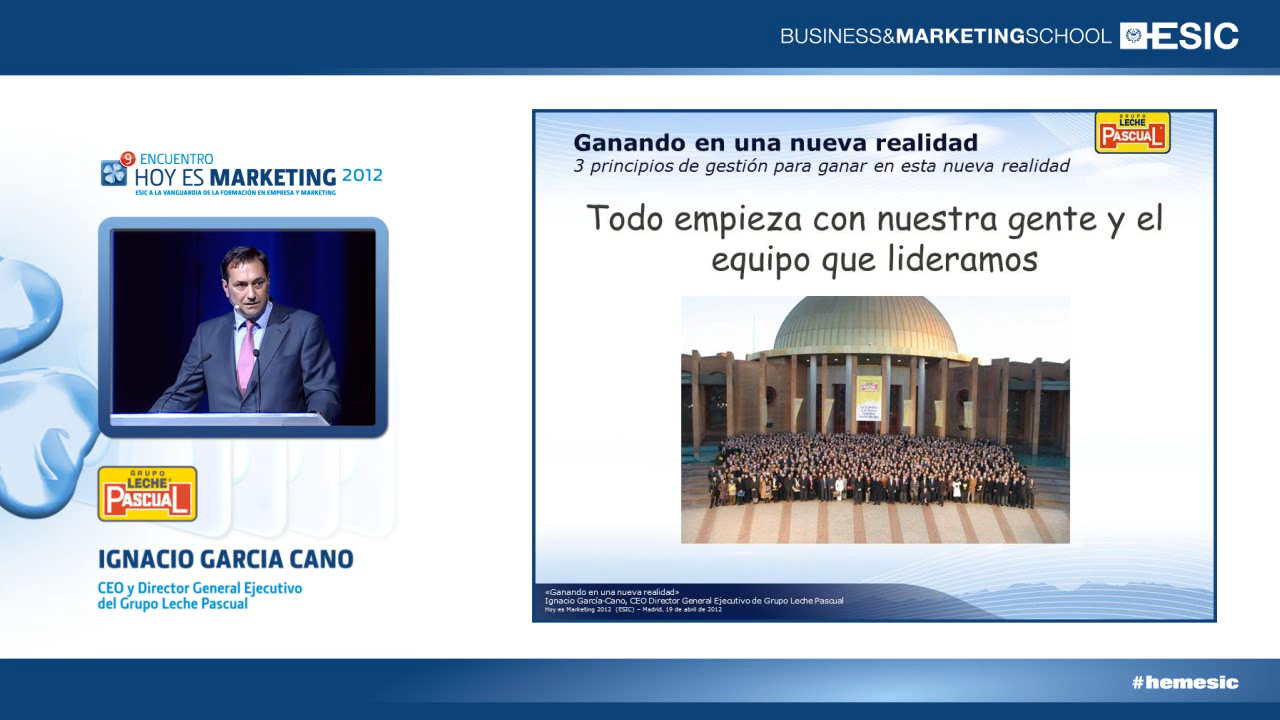 BUSINESS&MARKETINGSCHOOL ESIC
9 ENCUENTRO
HOY ES MARKETING 2012
ESIC A LA VANGUARDIA DE LA FORMACIÓN EN EMPRESA Y MARKETING
GRUPO
LECHE
PASCUAL
IGNACIO GARCIA CANO
CEO y Director General Ejecutivo
del Grupo Leche Pascual
Ganando en una nueva realidad
3 principios de gestión para ganar en esta nueva realidad
GRUPO
LECHE
PASCUAL
Todo empieza con nuestra gente y el
equipo que lideramos
«Ganando en una nueva realidad»
Ignacio García-Cano, CEO Director General Ejecutivo de Grupo Leche Pascual
Hoy es Marketing 2012 (ESIC) – Madrid, 19 de abril de 2012
#hemesic